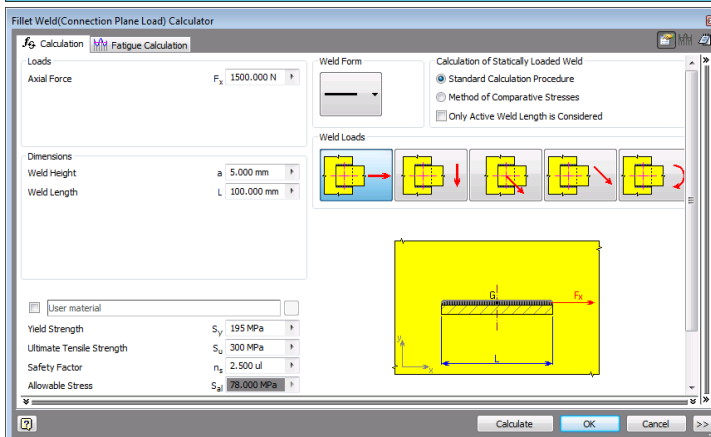 Fillet Weld(Connection Plane Load) Calculator
Calculation
Fatigue Calculation
Loads
Axial Force Fx 1500.000 N
Dimensions
Weld Height a 5.000 mm
Weld Length L 100.000 mm
User material
Yield Strength Sy 195 MPa
Ultimate Tensile Strength Su 300 MPa
Safety Factor ns 2.500 ul
Allowable Stress Sal 78.000 MPa
Weld Form
Calculation of Statically Loaded Weld
Standard Calculation Procedure
Method of Comparative Stresses
Only Active Weld Length is Considered
Weld Loads
G
Fx
L
y
x
Calculate OK Cancel >>